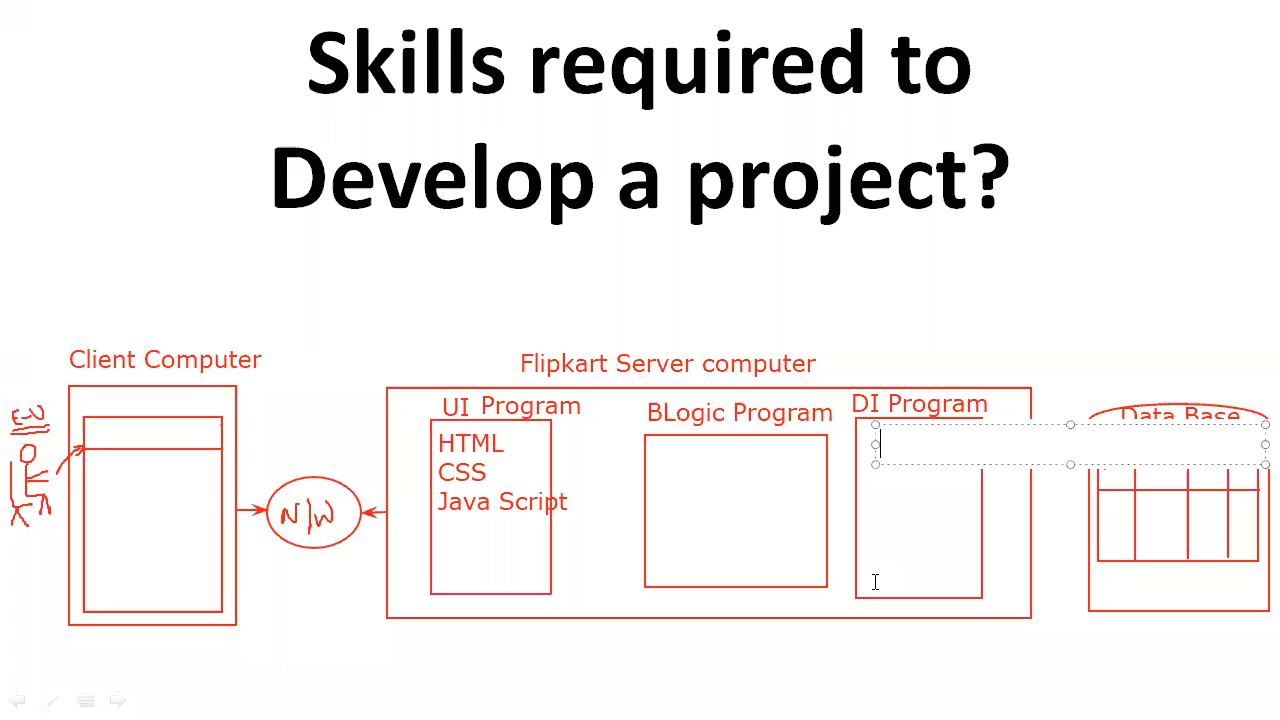 Skills required to
Develop a project?
Client Computer
Flipkart Server computer
UI Program
BLogic Program
DI Program
Data Base
HTML
CSS
Java Script
N/W